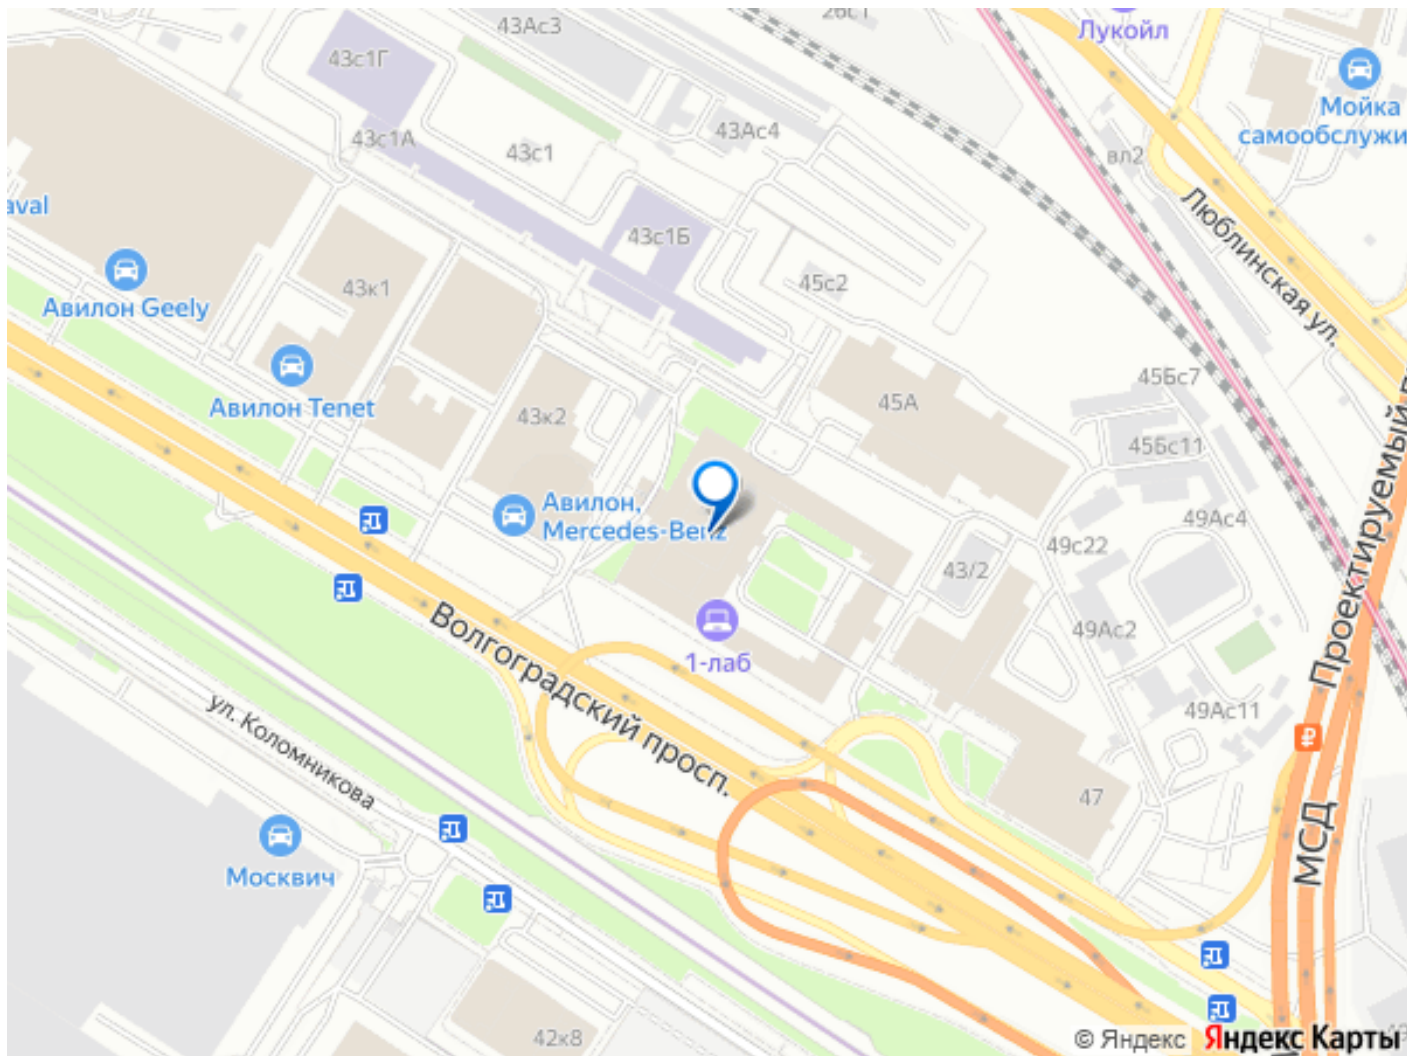 43Ас3
26с1
Лукойл
43с1Г
Мойка
самообслужи
43Ас4
43с1А
43с1
вл2
aval
Люблинская ул.
43с1Б
45с2
43к1
Авилон Geely
45Бс7
Авилон Tenet
43к2
45А
45Бс11
Авилон,
Mercedes-Benz
49Ас4
49с22
43/2
Проектируемый
49Ас2
Волгоградский просп.
1-лаб
ул. Коломникова
49Ас11
47
МСД
Москвич
42к8
© Яндекс
Яндекс Карты